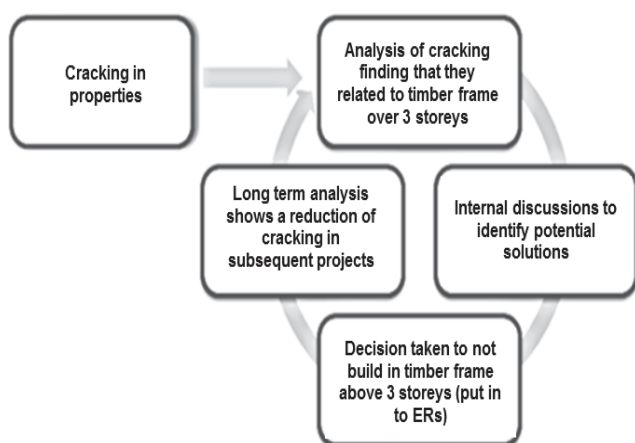 Cracking in
properties
Analysis of cracking
finding that they
related to timber frame
over 3 storeys
Internal discussions to
identify potential
solutions
Decision taken to not
build in timber frame
above 3 storeys (put in
to ERs)
Long term analysis
shows a reduction of
cracking in
subsequent projects